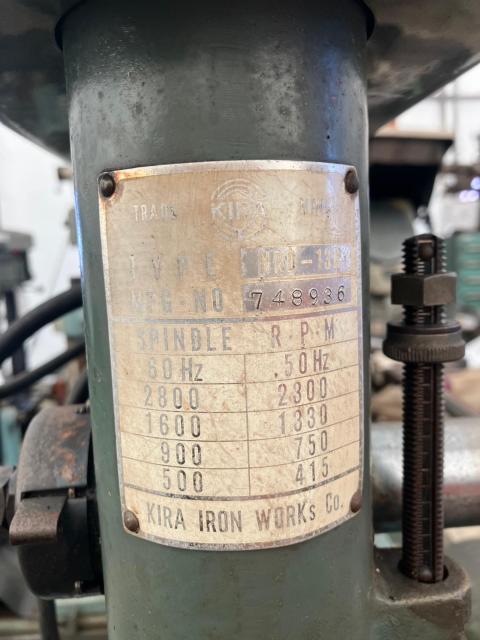 TRADE KIRA MARK
TYPE
MFG NO 748936
SPINDLE R.P.M
60Hz 50Hz
2800 2300
1600 1330
900 750
500 415
KIRA IRON WORKs Co.